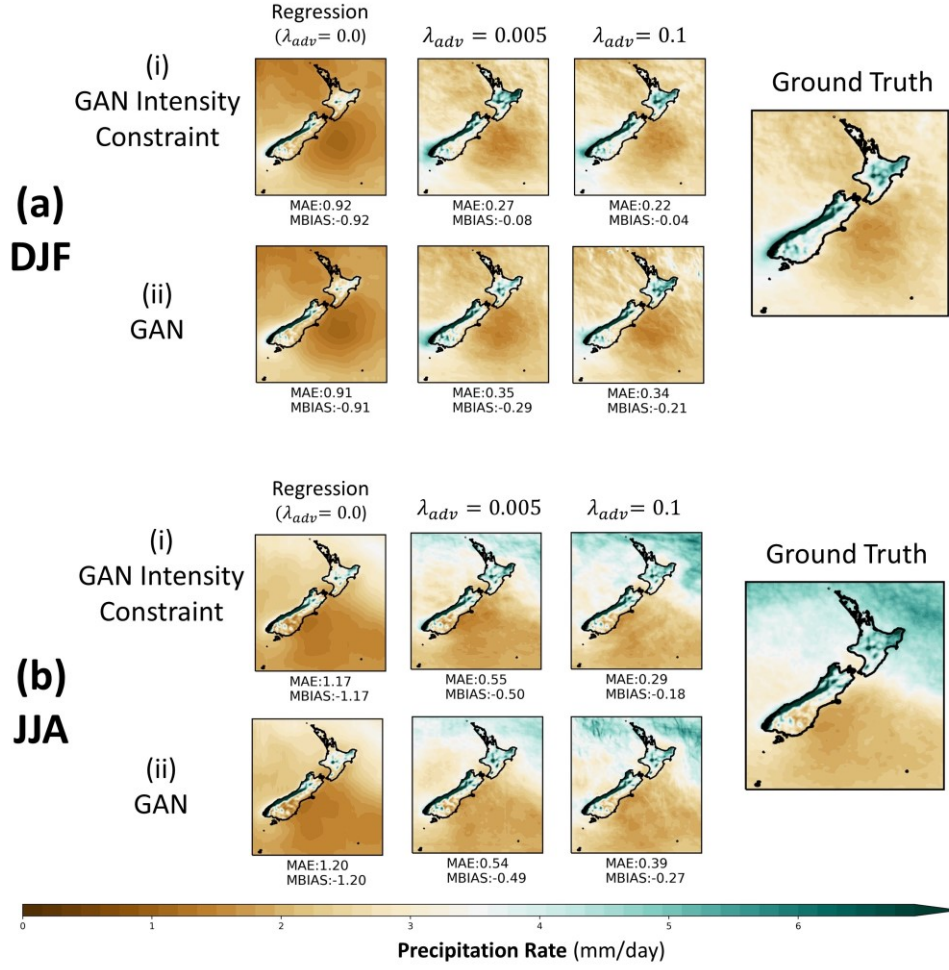 Regression
(λadv= 0.0)
λadv = 0.005
λadv = 0.1
(i)
GAN Intensity
Constraint
Ground Truth
MAE:0.92
MBIAS:-0.92
MAE:0.27
MBIAS:-0.08
MAE:0.22
MBIAS:-0.04
(a)
DJF
(ii)
GAN
MAE:0.91
MBIAS:-0.91
MAE:0.35
MBIAS:-0.29
MAE:0.34
MBIAS:-0.21
Regression
(λadv= 0.0)
λadv = 0.005
λadv = 0.1
(i)
GAN Intensity
Constraint
Ground Truth
MAE:1.17
MBIAS:-1.17
MAE:0.55
MBIAS:-0.50
MAE:0.29
MBIAS:-0.18
(b)
JJA
(ii)
GAN
MAE:1.20
MBIAS:-1.20
MAE:0.54
MBIAS:-0.49
MAE:0.39
MBIAS:-0.27
0 1 2 3 4 5 6
Precipitation Rate (mm/day)